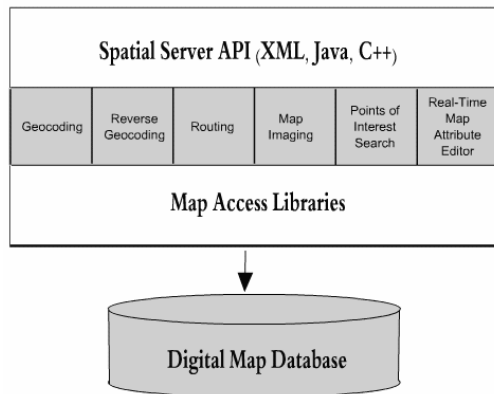 Spatial Server API (XML, Java, C++)
Geocoding
Reverse
Geocoding
Routing
Map
Imaging
Points of
Interest
Search
Real-Time
Map
Attribute
Editor
Map Access Libraries
Digital Map Database